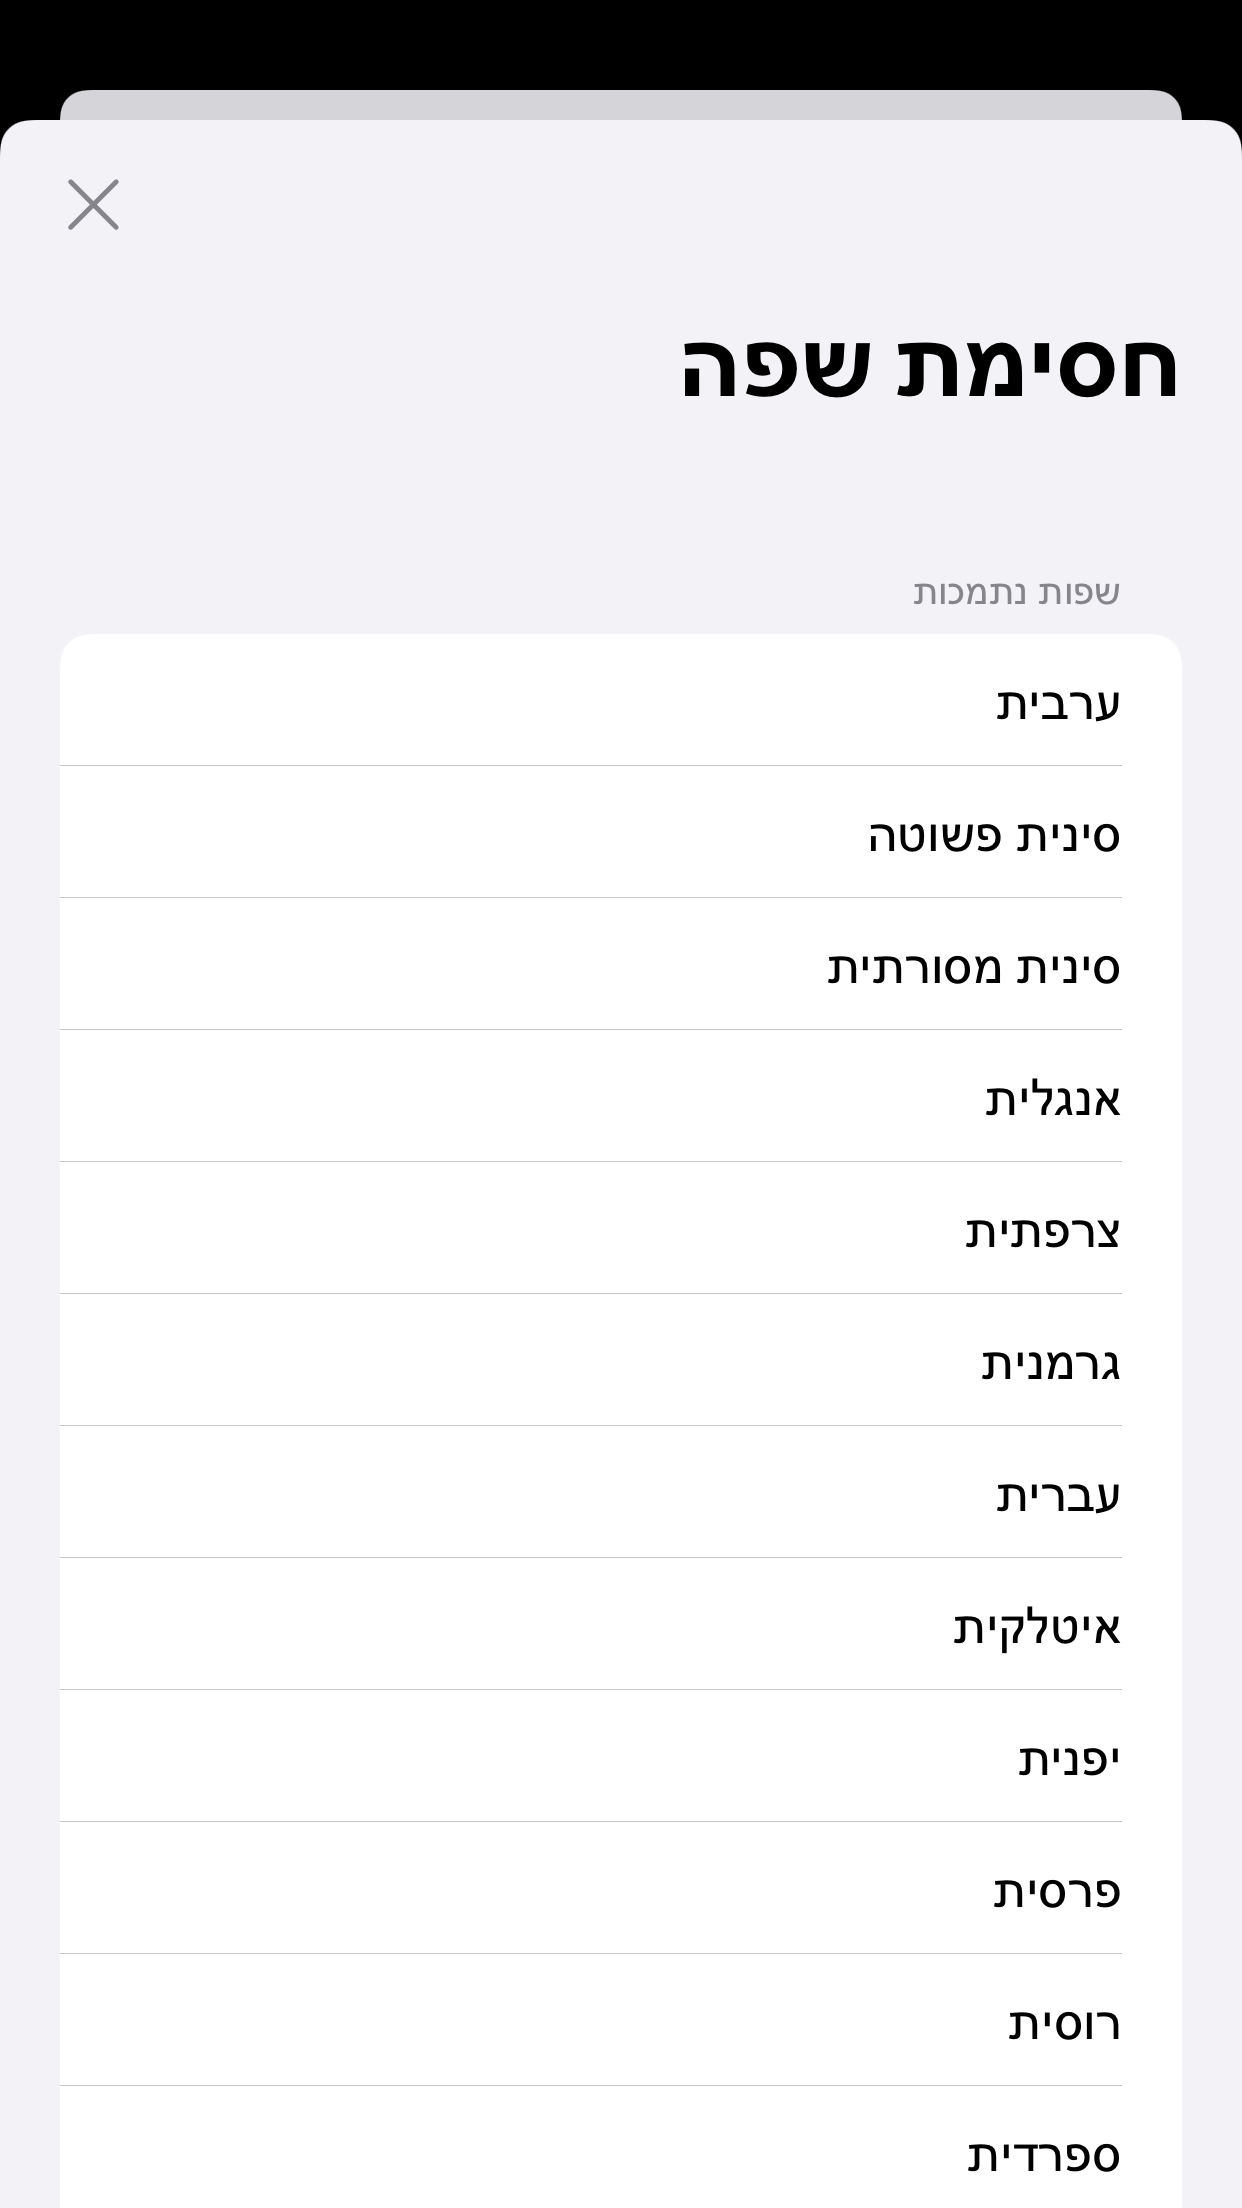 חסימת שפה
שפות נתמכות
ערבית
סינית פשוטה
סינית מסורתית
אנגלית
צרפתית
גרמנית
עברית
איטלקית
יפנית
פרסית
רוסית
ספרדית